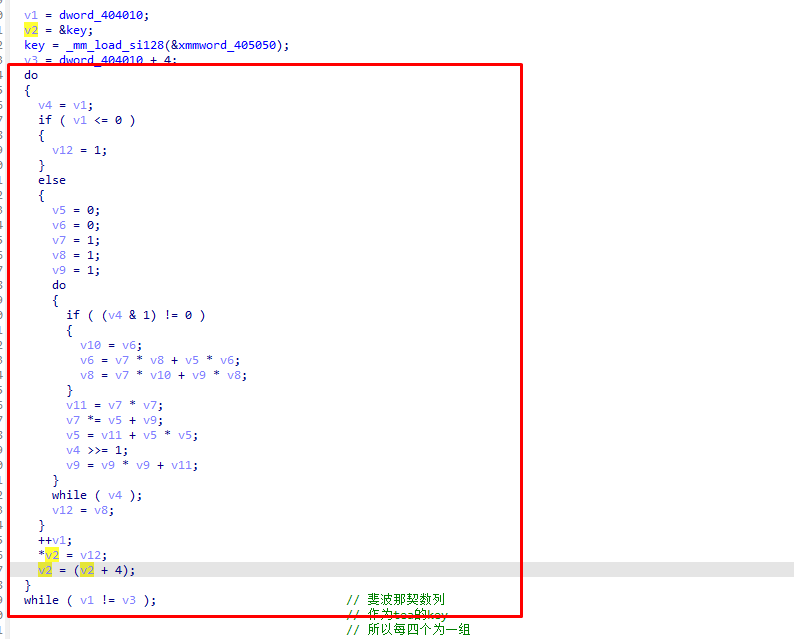 v1 = dword_404010;
v2 = &key;
key = _mm_load_si128(&xmmword_405050);
v3 = dword_404010 + 4;
do
{
v4 = v1;
if ( v1 <= 0 )
{
v12 = 1;
}
else
{
v5 = 0;
v6 = 0;
v7 = 1;
v8 = 1;
v9 = 1;
do
{
if ( (v4 & 1) != 0 )
{
v10 = v6;
v6 = v7 * v8 + v5 * v6;
v8 = v7 * v10 + v9 * v8;
}
v11 = v7 * v7;
v7 *= v5 + v9;
v5 = v11 + v5 * v5;
v4 >>= 1;
v9 = v9 * v9 + v11;
}
while ( v4 );
v12 = v8;
}
++v1;
*v2 = v12;
v2 = (v2 + 4);
}
while ( v1 != v3 ); // 斐波那契数列
// 作为tea的key
// 所以每四个为一组